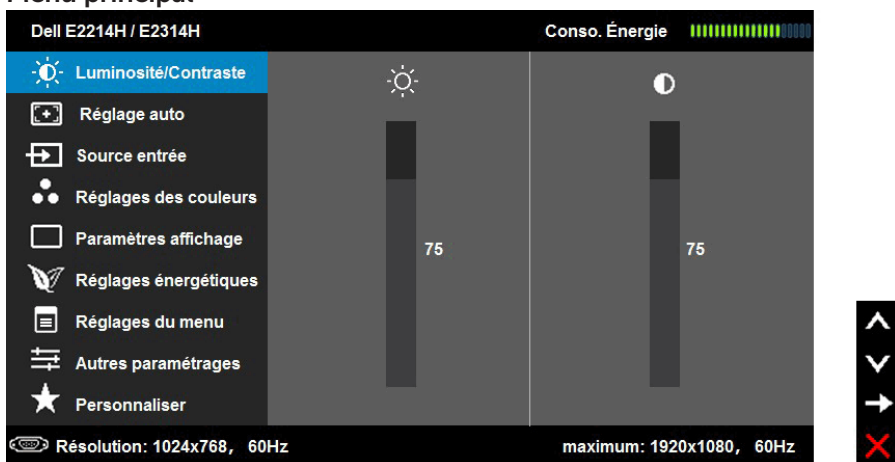 Menu principal
Dell E2214H / E2314H
Conso. Énergie
Luminosité/Contraste
Réglage auto
Source entrée
Réglages des couleurs
Paramètres affichage
75
75
Réglages énergétiques
Réglages du menu
Autres paramétrages
Personnaliser
Résolution: 1024x768, 60Hz
maximum: 1920x1080, 60Hz